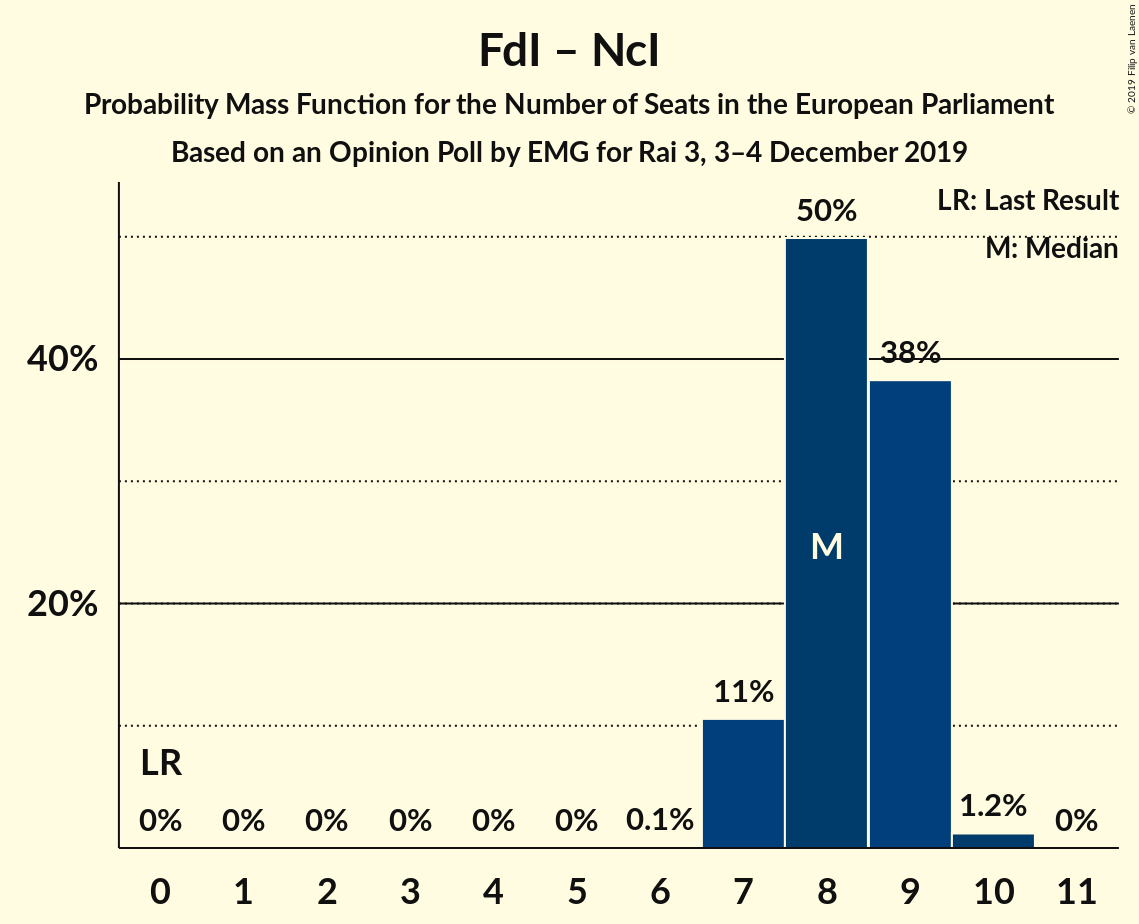 FdI – NcI
Probability Mass Function for the Number of Seats in the European Parliament
Based on an Opinion Poll by EMG for Rai 3, 3–4 December 2019
© 2019 Filip van Laenen
LR: Last Result
M: Median
50%
40%
38%
M
20%
11%
LR
0% 0% 0% 0% 0% 0% 0.1% 1.2% 0%
0 1 2 3 4 5 6 7 8 9 10 11